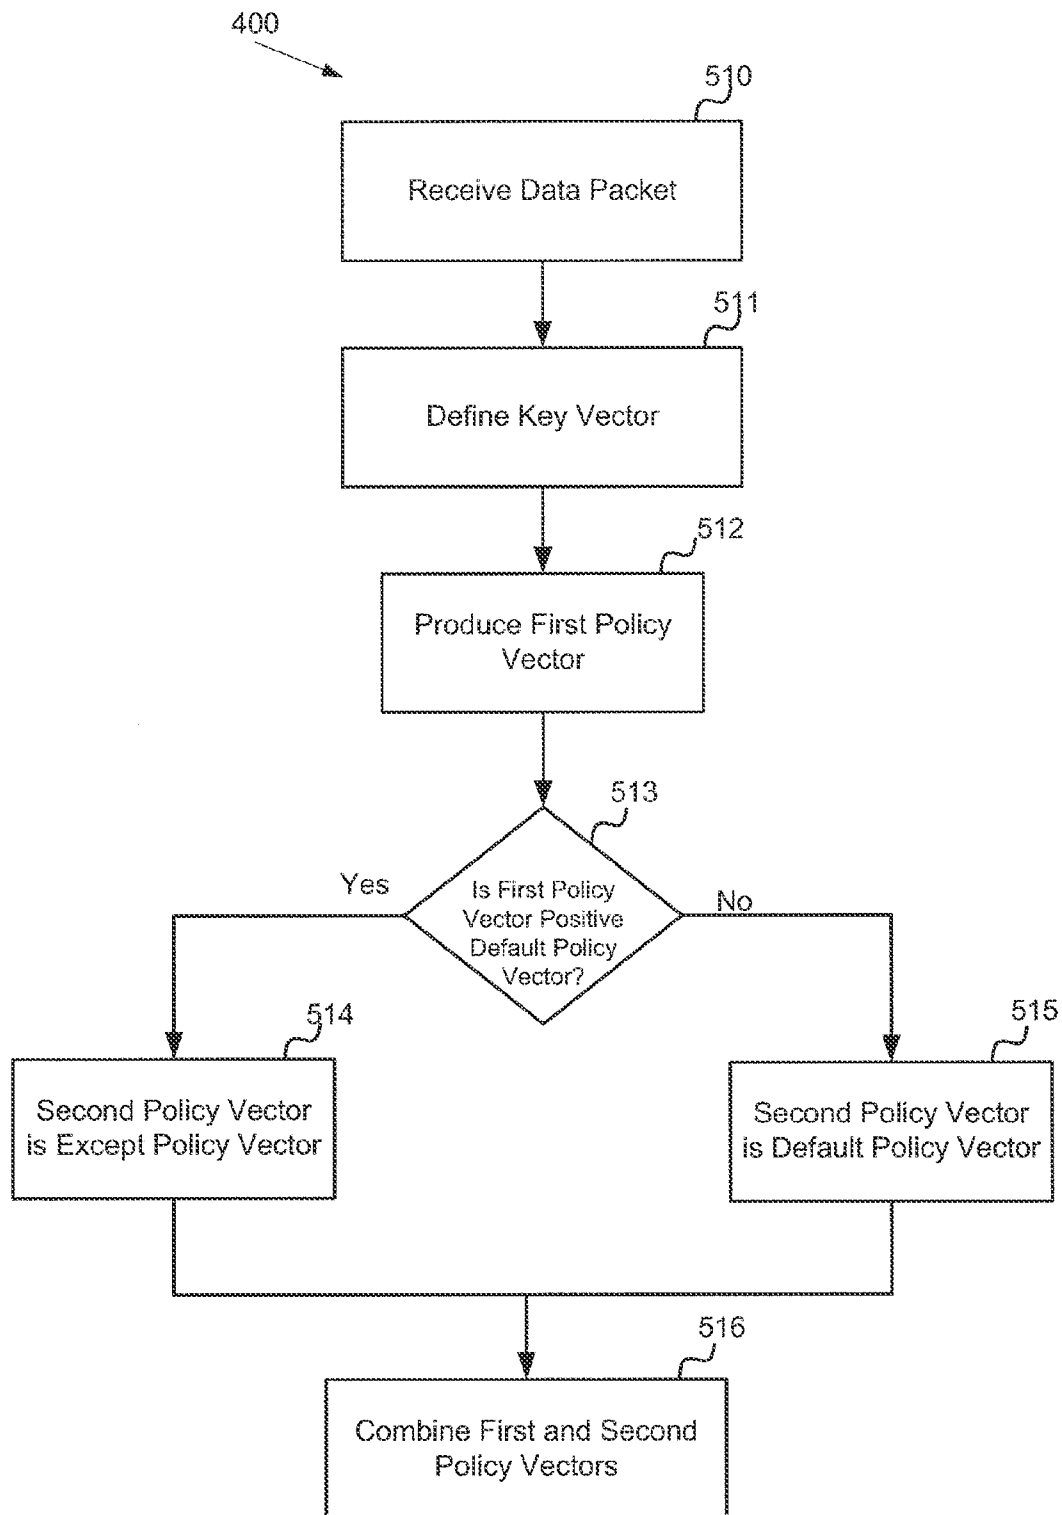 400
510
Receive Data Packet
511
Define Key Vector
512
Produce First Policy
Vector
513
Yes
Is First Policy
Vector Positive
Default Policy
Vector?
No
514
Second Policy Vector
is Except Policy Vector
515
Second Policy Vector
is Default Policy Vector
516
Combine First and Second
Policy Vectors